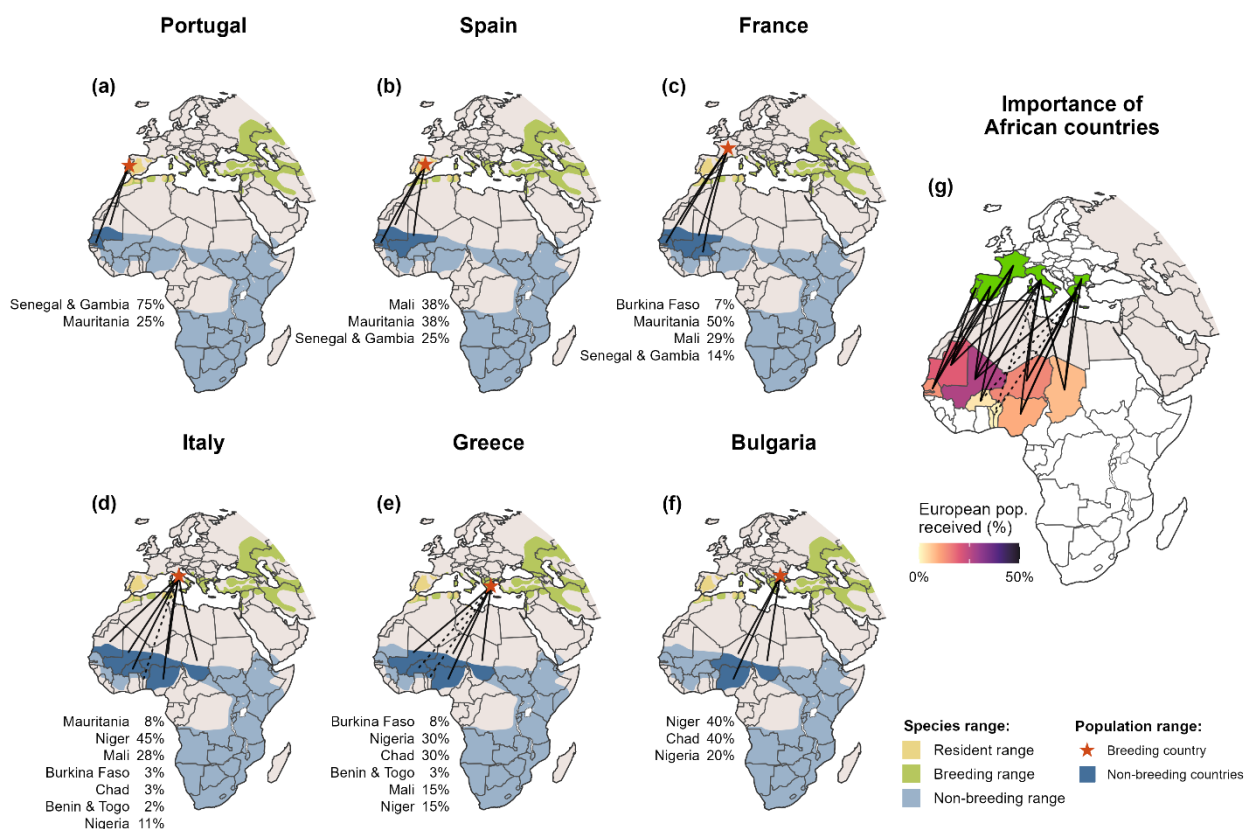 Portugal
Spain
France
(a)
(b)
(c)
Importance of
African countries
(g)
Senegal & Gambia 75%
Mauritania 25%
Mali 38%
Mauritania 38%
Senegal & Gambia 25%
Burkina Faso 7%
Mauritania 50%
Mali 29%
Senegal & Gambia 14%
Italy
Greece
Bulgaria
(d)
(e)
(f)
European pop.
received (%)
0%
50%
Mauritania 8%
Niger 45%
Mali 28%
Burkina Faso 3%
Chad 3%
Benin & Togo 2%
Nigeria 11%
Burkina Faso 8%
Nigeria 30%
Chad 30%
Benin & Togo 3%
Mali 15%
Niger 15%
Niger 40%
Chad 40%
Nigeria 20%
Species range:
Resident range
Breeding range
Non-breeding range
Population range:
Breeding country
Non-breeding countries